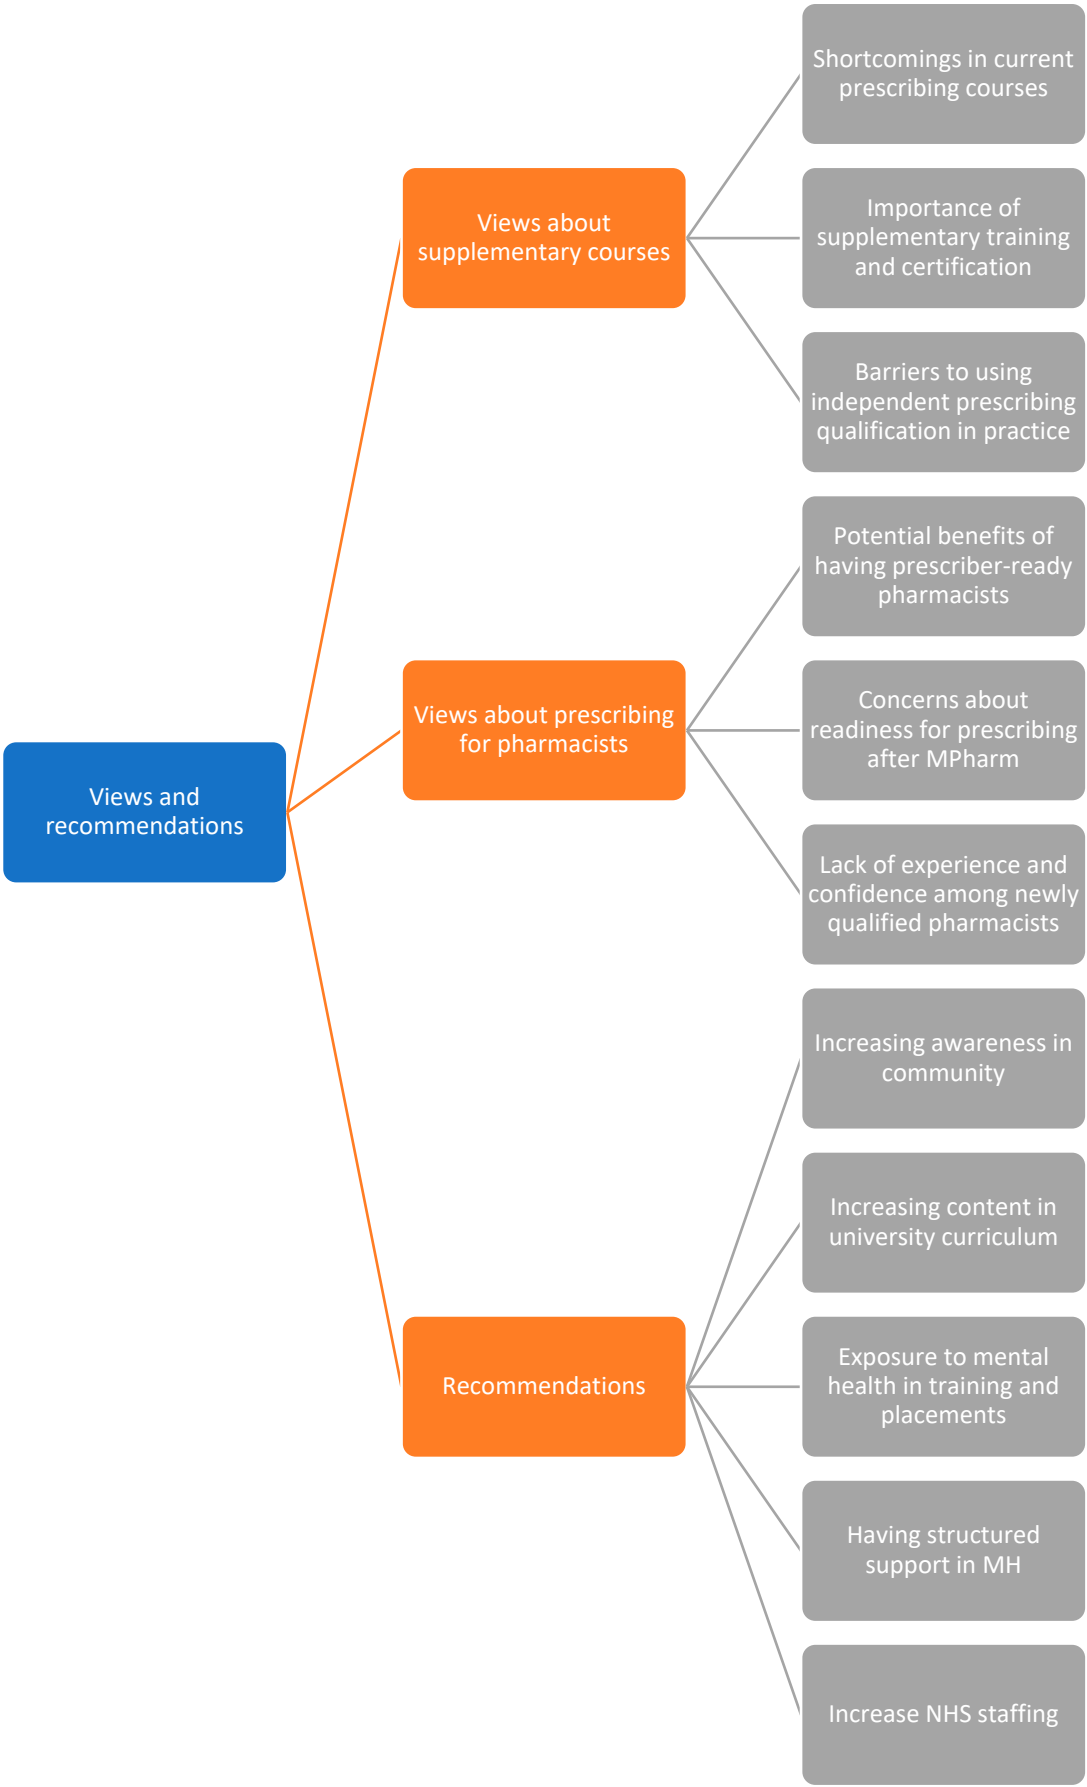 Views and
recommendations
Views about
supplementary courses
Shortcomings in current
prescribing courses
Importance of
supplementary training
and certification
Barriers to using
independent prescribing
qualification in practice
Views about prescribing
for pharmacists
Potential benefits of
having prescriber-ready
pharmacists
Concerns about
readiness for prescribing
after MPharm
Lack of experience and
confidence among newly
qualified pharmacists
Recommendations
Increasing awareness in
community
Increasing content in
university curriculum
Exposure to mental
health in training and
placements
Having structured
support in MH
Increase NHS staffing